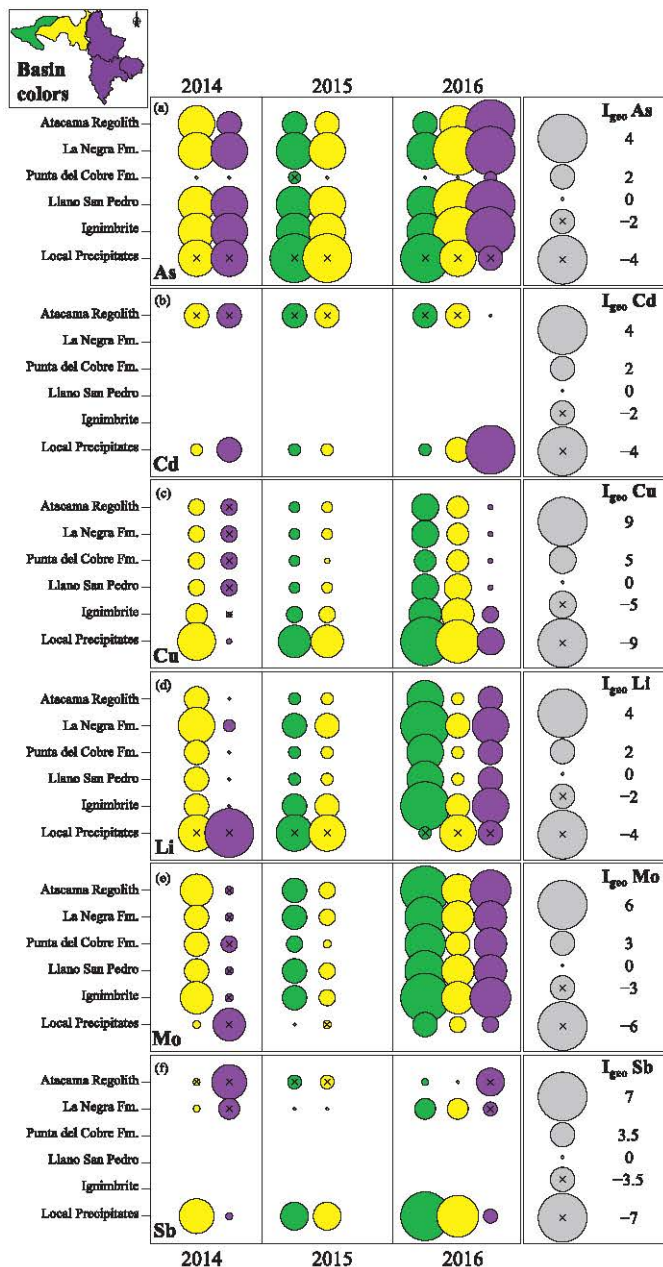 Basin
colors
2014 2015 2016
(a) I geo As
Atacama Regolith
La Negra Fm.
Punta del Cobre Fm.
Llano San Pedro
Ignimbrite
Local Precipitates
As
4
2
0
−2
−4
(b) I geo Cd
Atacama Regolith
La Negra Fm.
Punta del Cobre Fm.
Llano San Pedro
Ignimbrite
Local Precipitates
Cd
4
2
0
−2
−4
(c) I geo Cu
Atacama Regolith
La Negra Fm.
Punta del Cobre Fm.
Llano San Pedro
Ignimbrite
Local Precipitates
Cu
9
5
0
−5
−9
(d) I geo Li
Atacama Regolith
La Negra Fm.
Punta del Cobre Fm.
Llano San Pedro
Ignimbrite
Local Precipitates
Li
4
2
0
−2
−4
(e) I geo Mo
Atacama Regolith
La Negra Fm.
Punta del Cobre Fm.
Llano San Pedro
Ignimbrite
Local Precipitates
Mo
6
3
0
−3
−6
(f) I geo Sb
Atacama Regolith
La Negra Fm.
Punta del Cobre Fm.
Llano San Pedro
Ignimbrite
Local Precipitates
Sb
7
3.5
0
−3.5
−7
2014 2015 2016